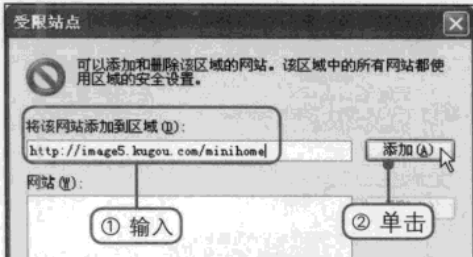 受限站点
可以添加和删除该区域的网站。该区域中的所有网站都使
用区域的安全设置。
将该网站添加到区域(D):
http://image5.kugou.com/minihome
添加(A)
网站(W):
① 输入
② 单击